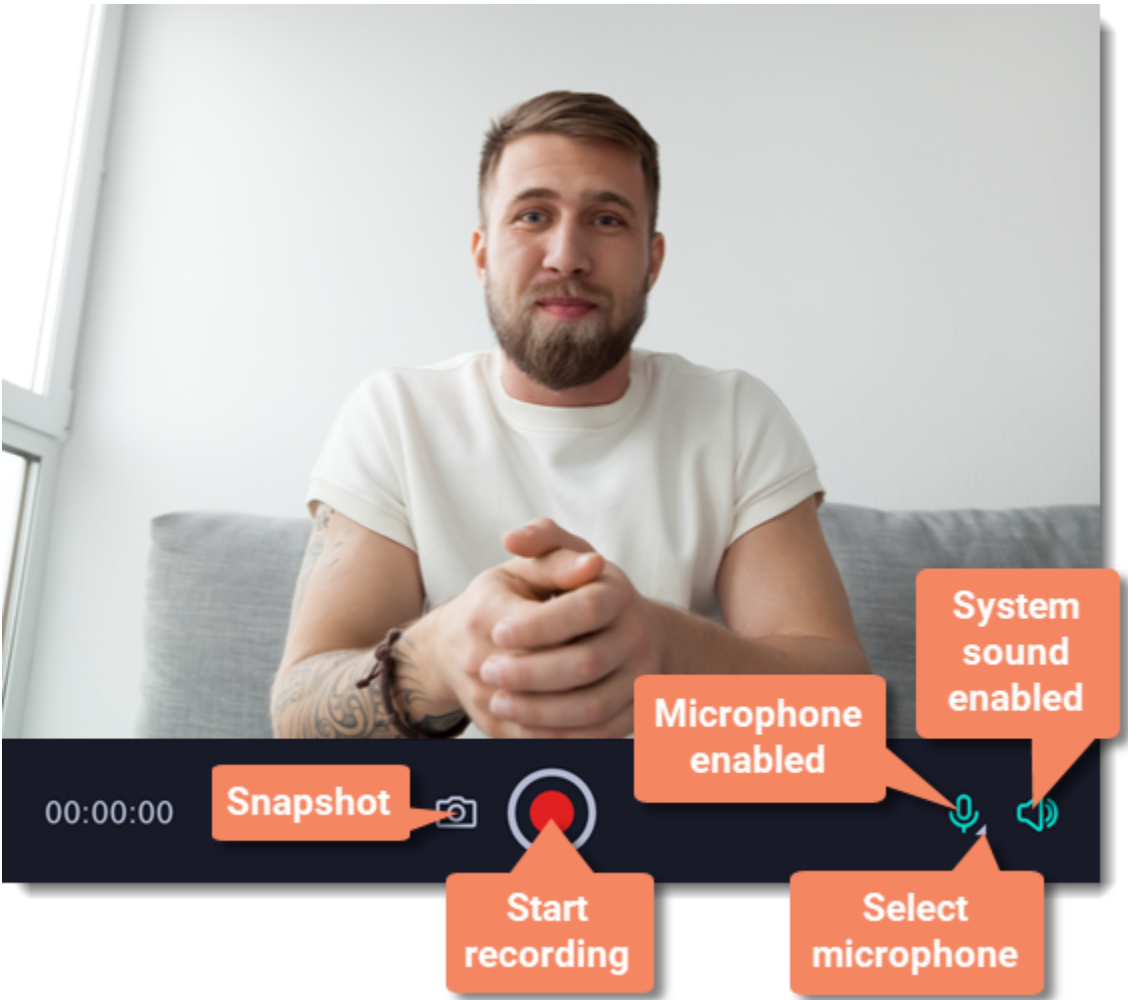 System
sound
enabled
Microphone
enabled
00:00:00
Snapshot
Start
recording
Select
microphone